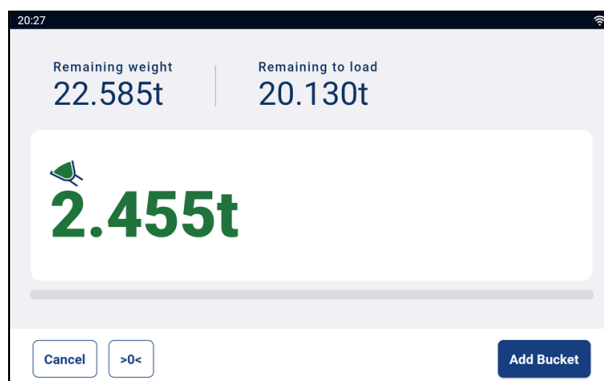 20:27
Remaining weight
22.585t
Remaining to load
20.130t
2.455t
Cancel
>0<
Add Bucket